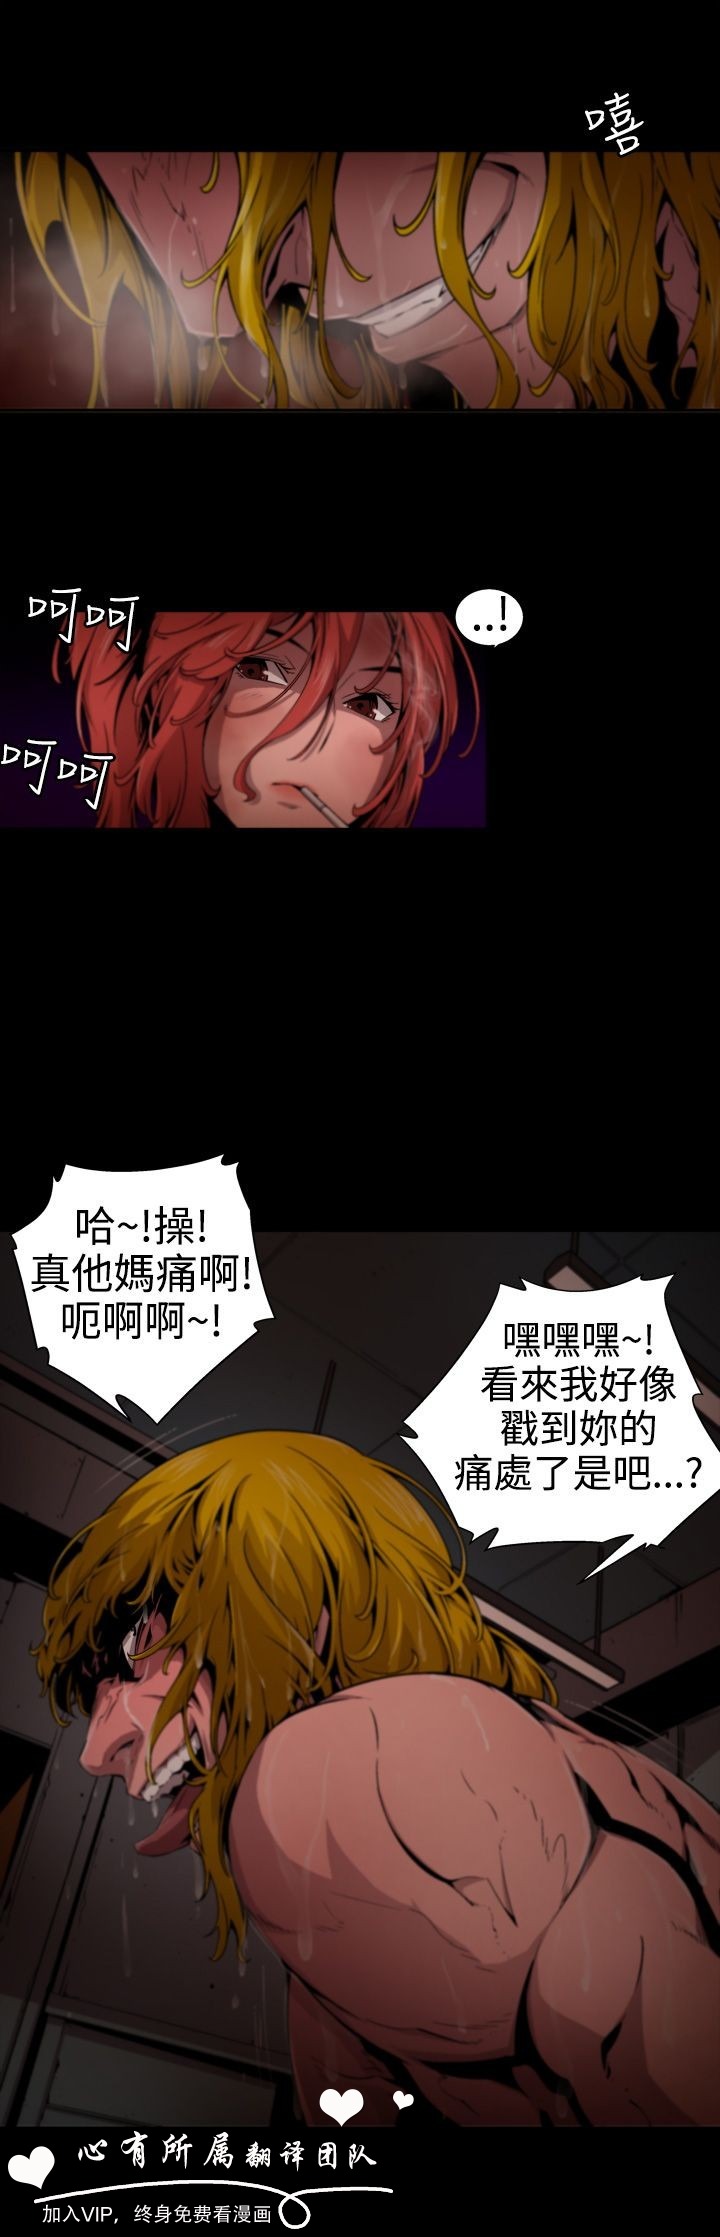 嘻
呵呵
..!
呵呵
哈~!操!
真他媽痛啊!
呃啊啊~!
嘿嘿嘿~!
看來我好像
戳到妳的
痛處了是吧...?
心有所属翻译团队
加入VIP，终身免费看漫画